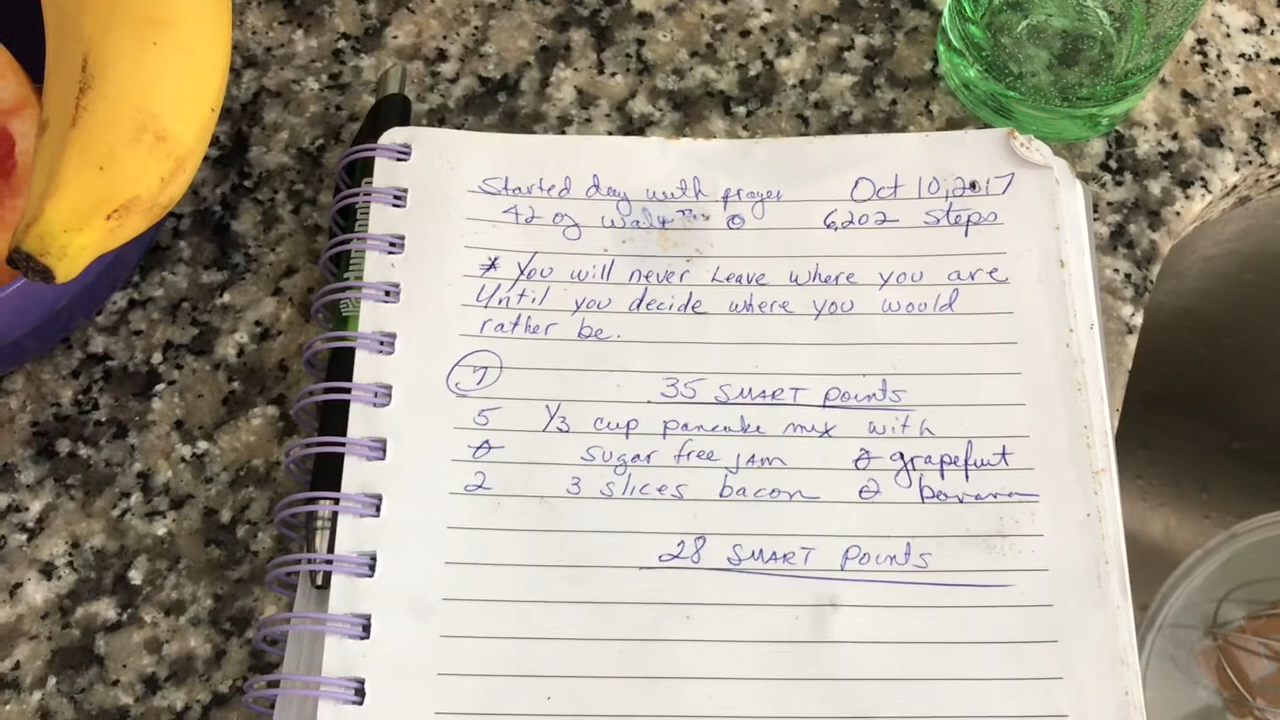 Started day with prayer Oct 10, 2017
42 oz 6,202 Steps
* You will never Leave where you are
Until you decide where you would
rather be.
7 35 SMART points
5 1/3 cup pancake mix with
0 sugar free JAM 0 grapefruit
2 3 slices bacon 0 banana
28 SMART Points